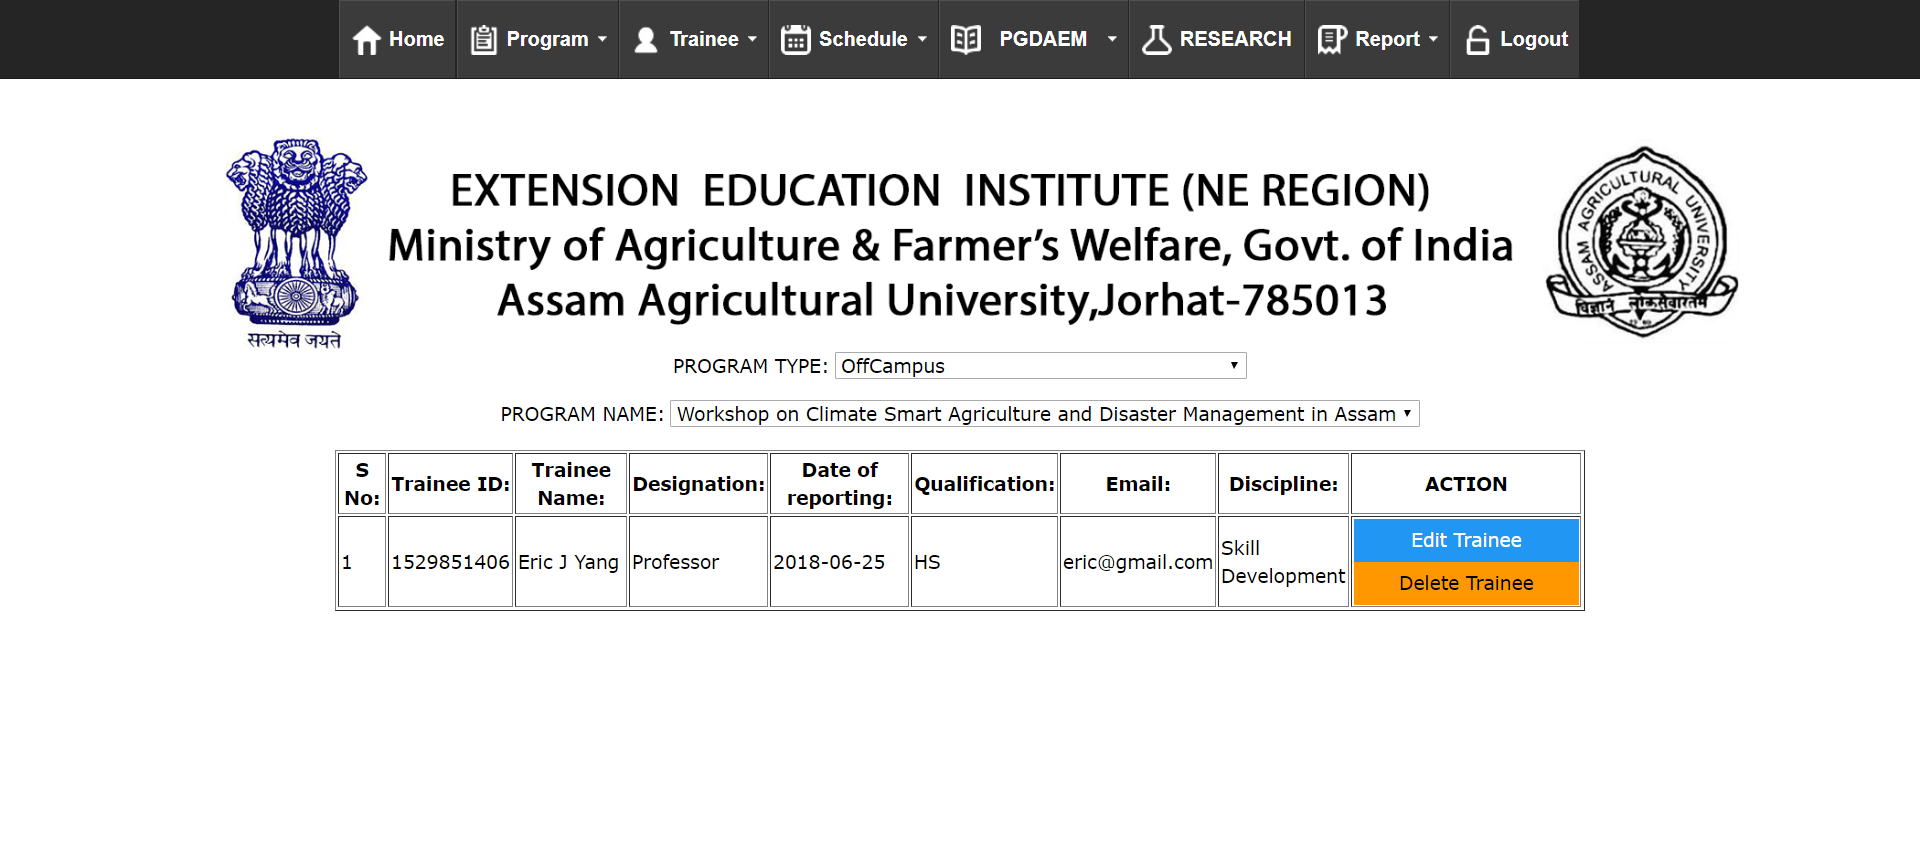 Home Program Trainee Schedule PGDAEM RESEARCH Report Logout
EXTENSION EDUCATION INSTITUTE (NE REGION)
Ministry of Agriculture & Farmer's Welfare, Govt. of India
Assam Agricultural University,Jorhat-785013
सत्यमेव जयते
ASSAM AGRICULTURAL UNIVERSITY
विज्ञानं लोकसेवारतम
PROGRAM TYPE: OffCampus
PROGRAM NAME: Workshop on Climate Smart Agriculture and Disaster Management in Assam
S No: Trainee ID: Trainee Name: Designation: Date of reporting: Qualification: Email: Discipline: ACTION
1 1529851406 Eric J Yang Professor 2018-06-25 HS eric@gmail.com Skill Development Edit Trainee
Delete Trainee